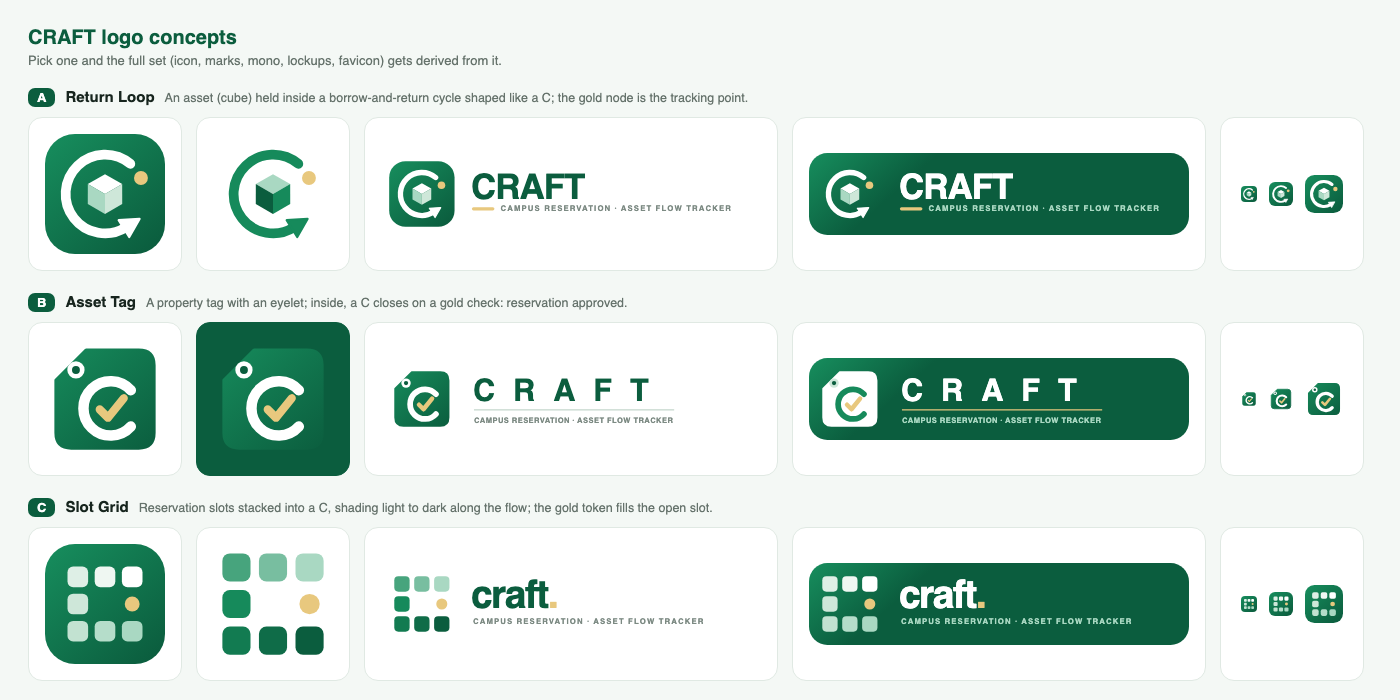 CRAFT logo concepts
Pick one and the full set (icon, marks, mono, lockups, favicon) gets derived from it.
A Return Loop An asset (cube) held inside a borrow-and-return cycle shaped like a C; the gold node is the tracking point.
CRAFT
CAMPUS RESERVATION · ASSET FLOW TRACKER
CRAFT
CAMPUS RESERVATION · ASSET FLOW TRACKER
B Asset Tag A property tag with an eyelet; inside, a C closes on a gold check: reservation approved.
C R A F T
CAMPUS RESERVATION · ASSET FLOW TRACKER
C R A F T
CAMPUS RESERVATION · ASSET FLOW TRACKER
C Slot Grid Reservation slots stacked into a C, shading light to dark along the flow; the gold token fills the open slot.
craft.
CAMPUS RESERVATION · ASSET FLOW TRACKER
craft.
CAMPUS RESERVATION · ASSET FLOW TRACKER